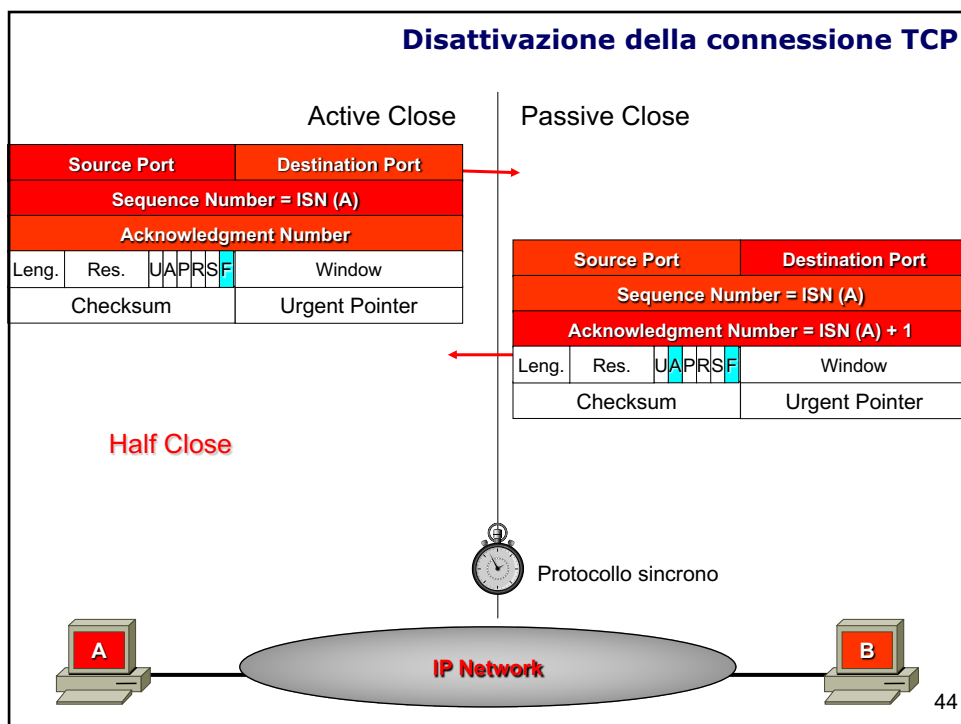 Disattivazione della connessione TCP
Active Close
Passive Close
Source Port Destination Port
Sequence Number = ISN (A)
Acknowledgment Number
Leng. Res. U A P R S F Window
Checksum Urgent Pointer
Source Port Destination Port
Sequence Number = ISN (A)
Acknowledgment Number = ISN (A) + 1
Leng. Res. U A P R S F Window
Checksum Urgent Pointer
Half Close
Protocollo sincrono
A
IP Network
B
44